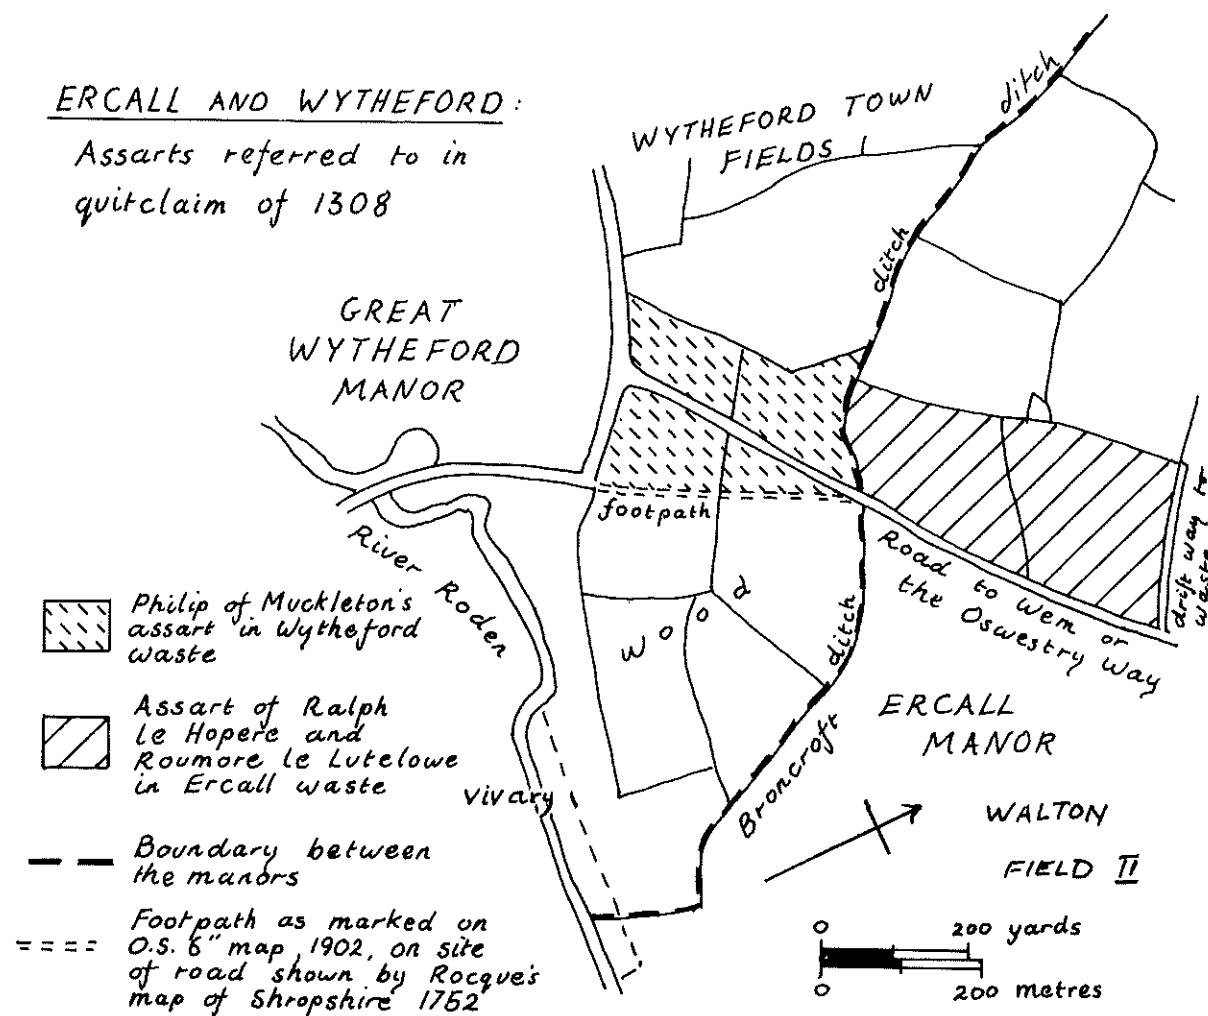 ERCALL AND WYTHEFORD:
Assarts referred to in
quitclaim of 1308
WYTHEFORD TOWN
FIELDS
ditch
ditch
GREAT
WYTHEFORD
MANOR
footpath
River Roden
Road to Wem or
the Oswestry Way
drift way to
waste
Wood
ditch
Broncroft
ERCALL
MANOR
Vivary
WALTON
FIELD II
Philip of Muckleton's
assart in Wytheford
waste
Assart of Ralph
le Hopere and
Roumore le Lutelowe
in Ercall waste
Boundary between
the manors
Footpath as marked on
O.S. 6" map, 1902, on site
of road shown by Rocque's
map of Shropshire 1752
0 200 yards
0 200 metres